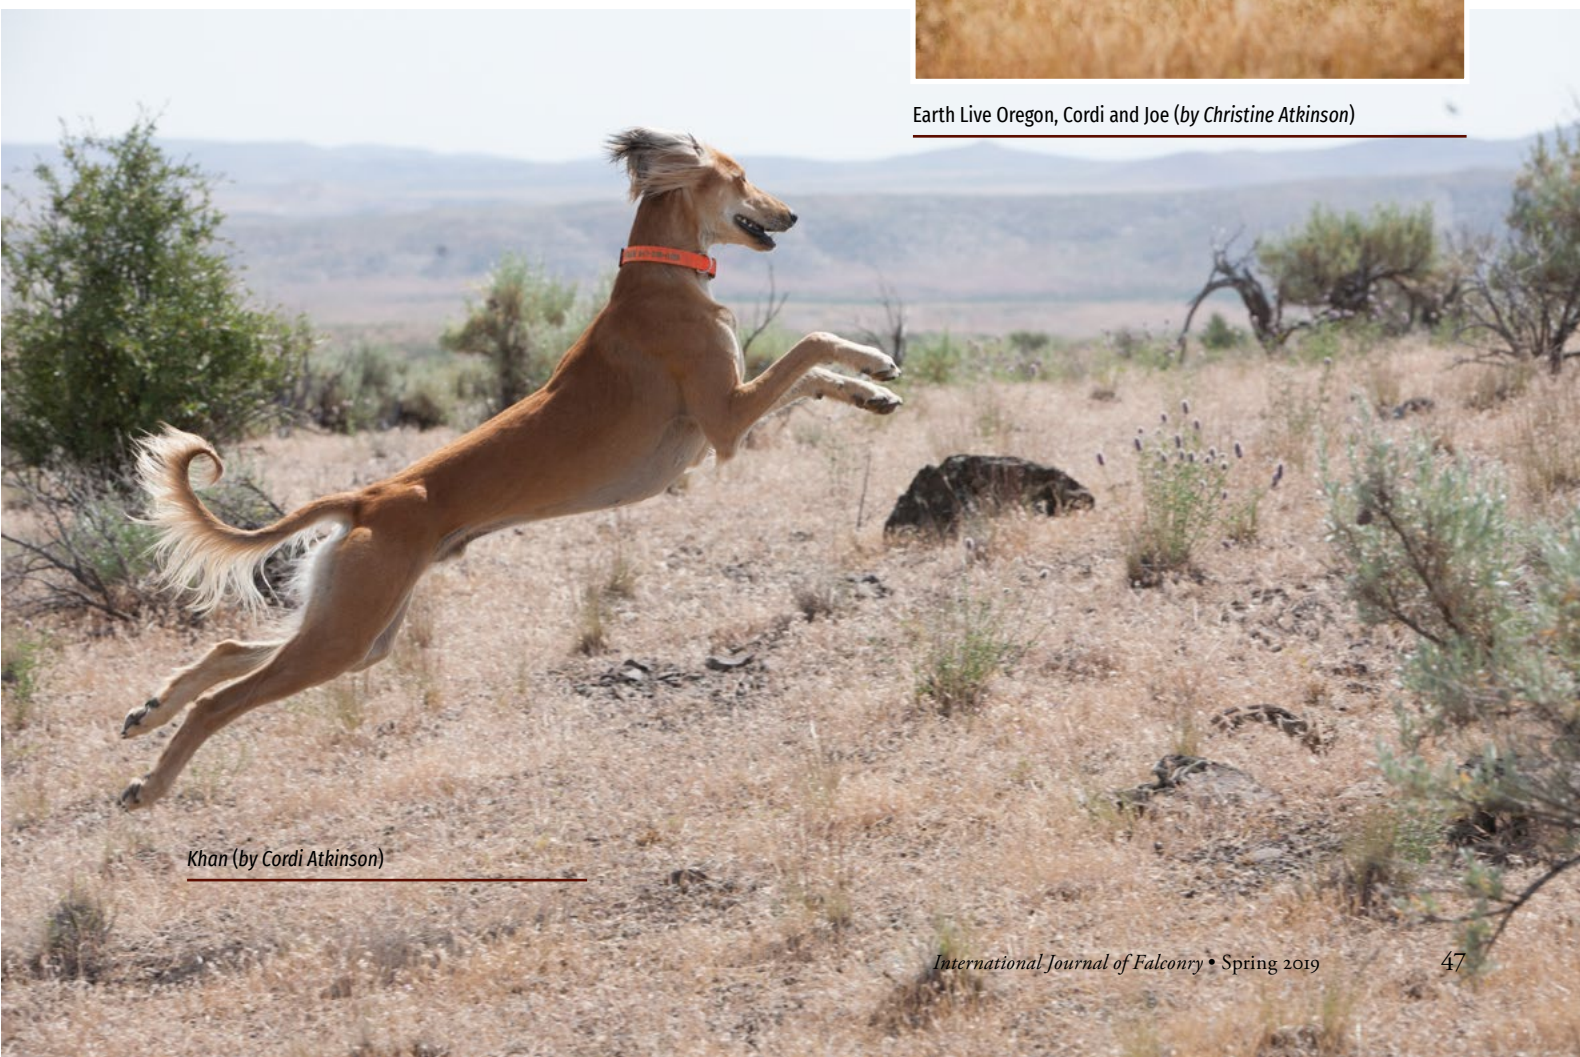 Earth Live Oregon, Cordi and Joe (by Christine Atkinson)
Khan (by Cordi Atkinson)
International Journal of Falconry • Spring 2019 47